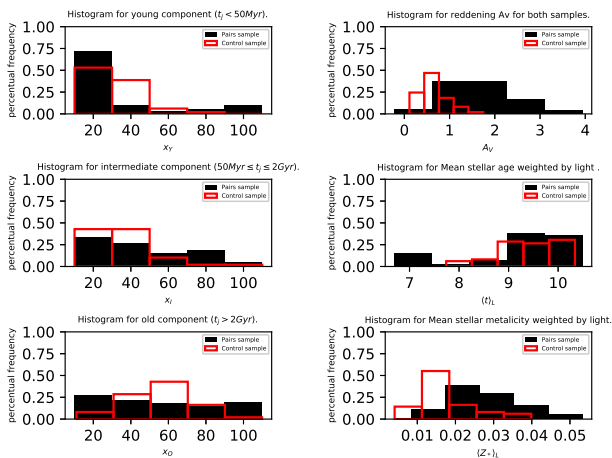 Histogram for young component (t_j < 50Myr).
percentual frequency
1.00
0.75
0.50
0.25
0.00
Pairs sample
Control sample
20 40 60 80 100
x_Y
Histogram for reddening Av for both samples.
percentual frequency
1.00
0.75
0.50
0.25
0.00
Pairs sample
Control sample
0 1 2 3 4
A_V
Histogram for intermediate component (50Myr ≤ t_j ≤ 2Gyr).
percentual frequency
1.00
0.75
0.50
0.25
0.00
Pairs sample
Control sample
20 40 60 80 100
x_I
Histogram for Mean stellar age weighted by light .
percentual frequency
1.00
0.75
0.50
0.25
0.00
Pairs sample
Control sample
7 8 9 10
⟨t⟩_L
Histogram for old component (t_j > 2Gyr).
percentual frequency
1.00
0.75
0.50
0.25
0.00
Pairs sample
Control sample
20 40 60 80 100
x_O
Histogram for Mean stellar metalicity weighted by light.
percentual frequency
1.00
0.75
0.50
0.25
0.00
Pairs sample
Control sample
0.01 0.02 0.03 0.04 0.05
⟨Z_*⟩_L